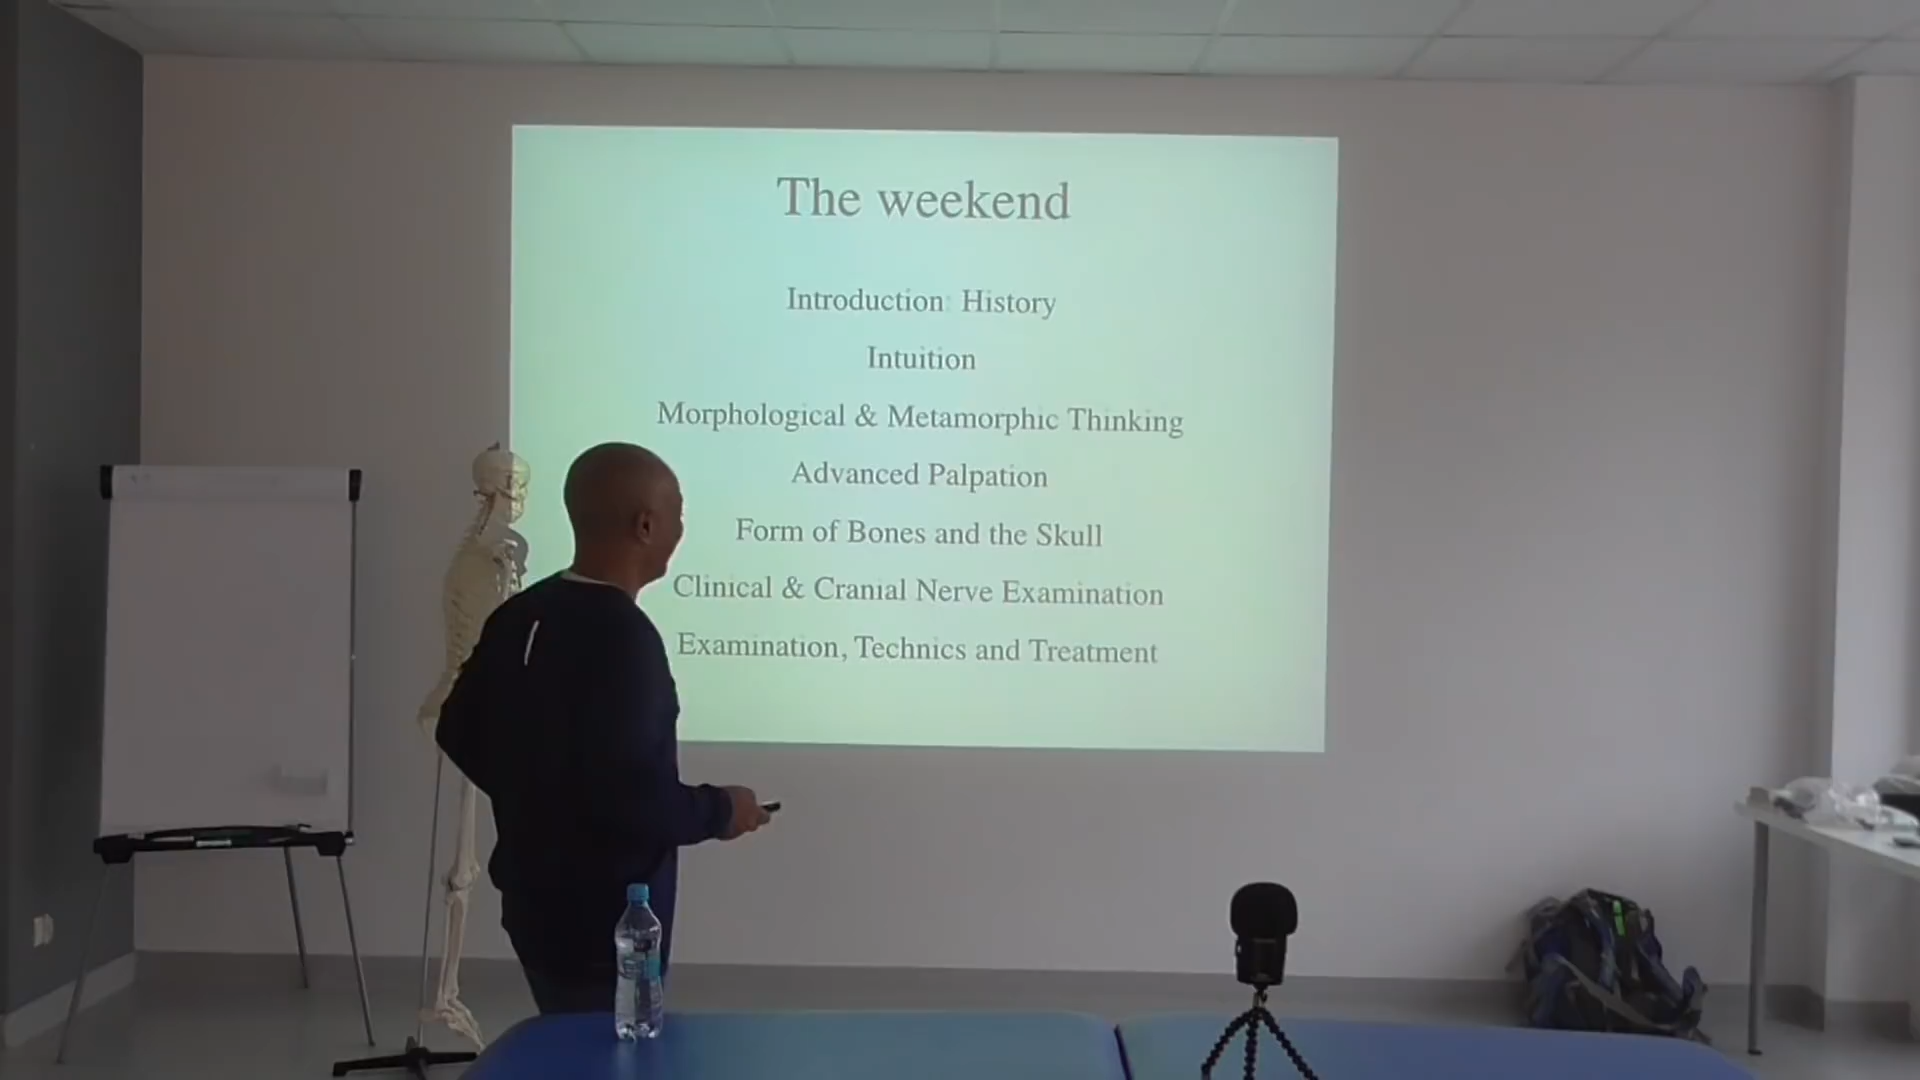 The weekend
Introduction: History
Intuition
Morphological & Metamorphic Thinking
Advanced Palpation
Form of Bones and the Skull
Clinical & Cranial Nerve Examination
Examination, Technics and Treatment